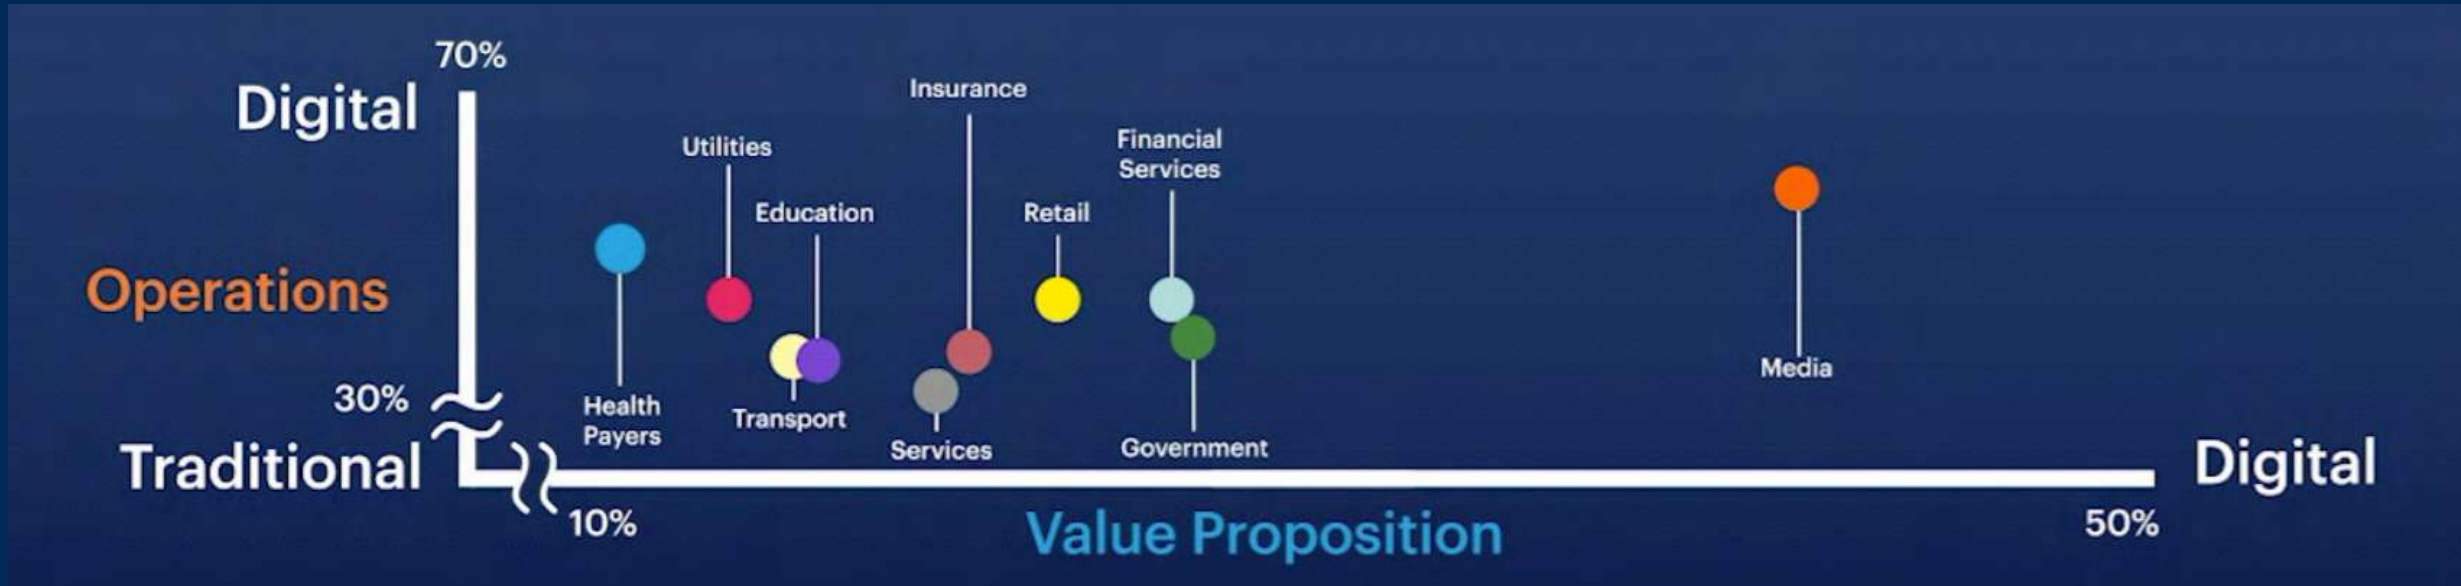 70%
Digital
Insurance
Utilities
Financial
Services
Education
Retail
Operations
Media
30%
Health
Payers
Transport
Services
Government
Traditional
Digital
10%
Value Proposition
50%